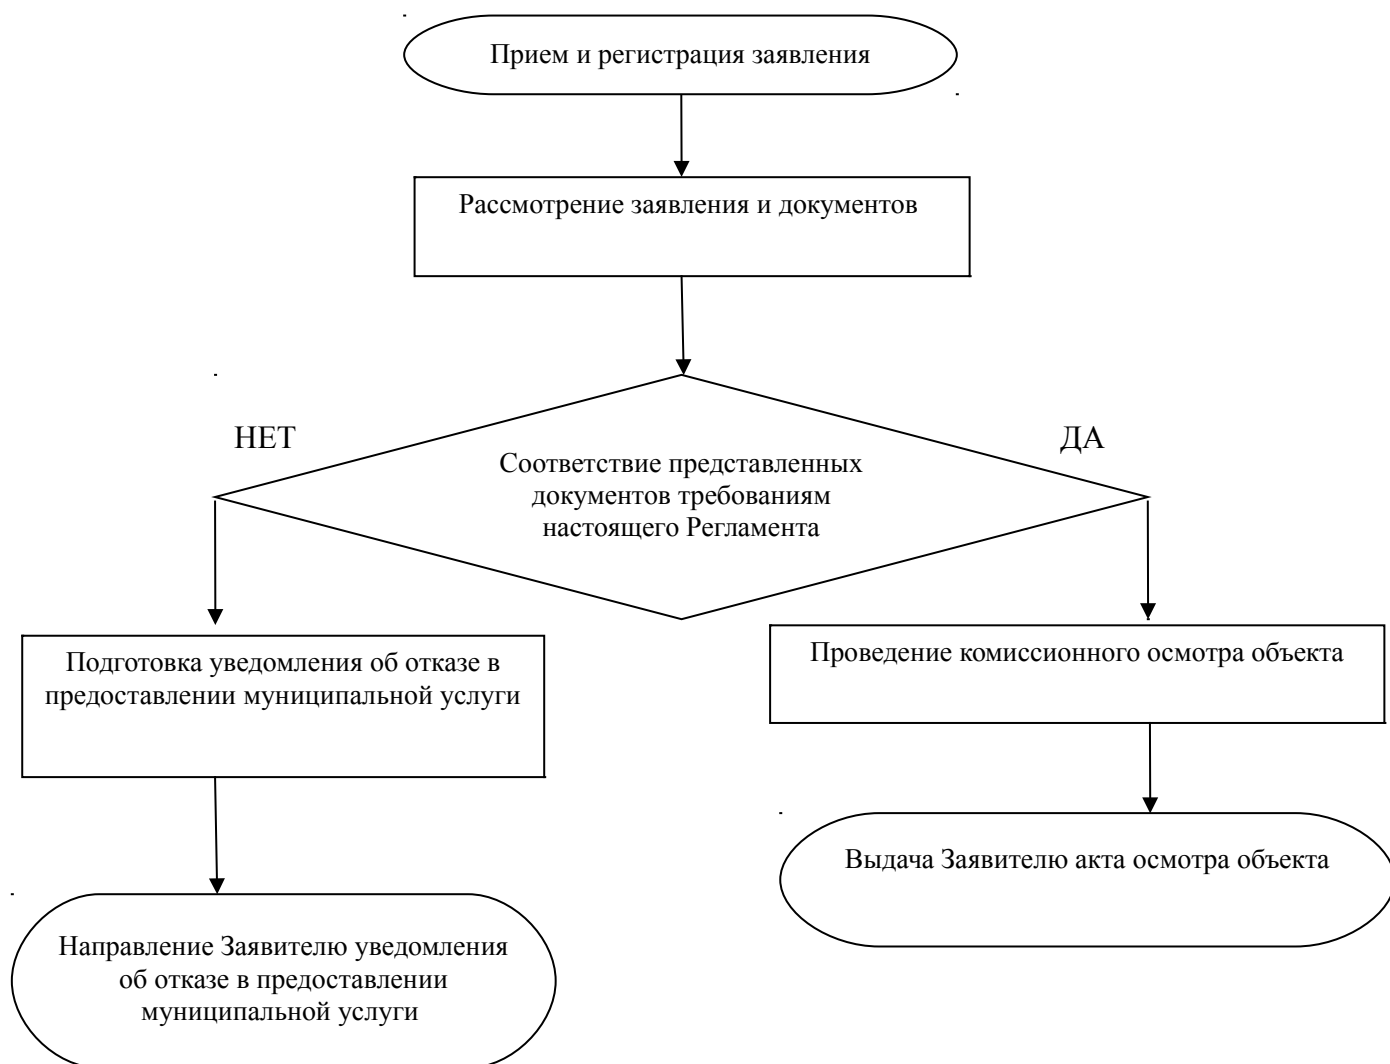 Прием и регистрация заявления
Рассмотрение заявления и документов
НЕТ
ДА
Соответствие представленных
документов требованиям
настоящего Регламента
Подготовка уведомления об отказе в
предоставлении муниципальной услуги
Проведение комиссионного осмотра объекта
Выдача Заявителю акта осмотра объекта
Направление Заявителю уведомления
об отказе в предоставлении
муниципальной услуги